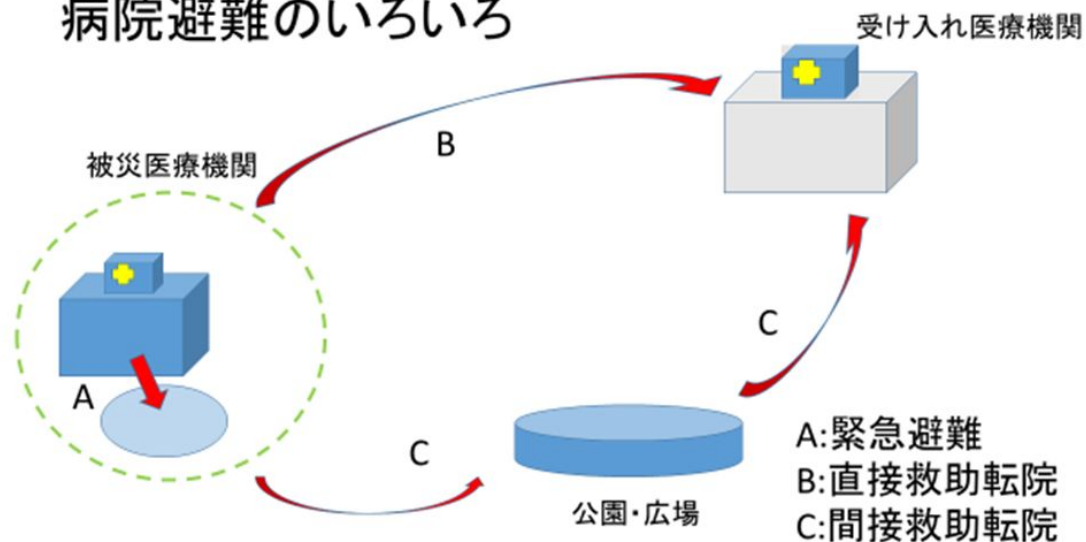 病院避難のいろいろ
受け入れ医療機関
B
被災医療機関
C
A
C
公園・広場
A:緊急避難
B:直接救助転院
C:間接救助転院